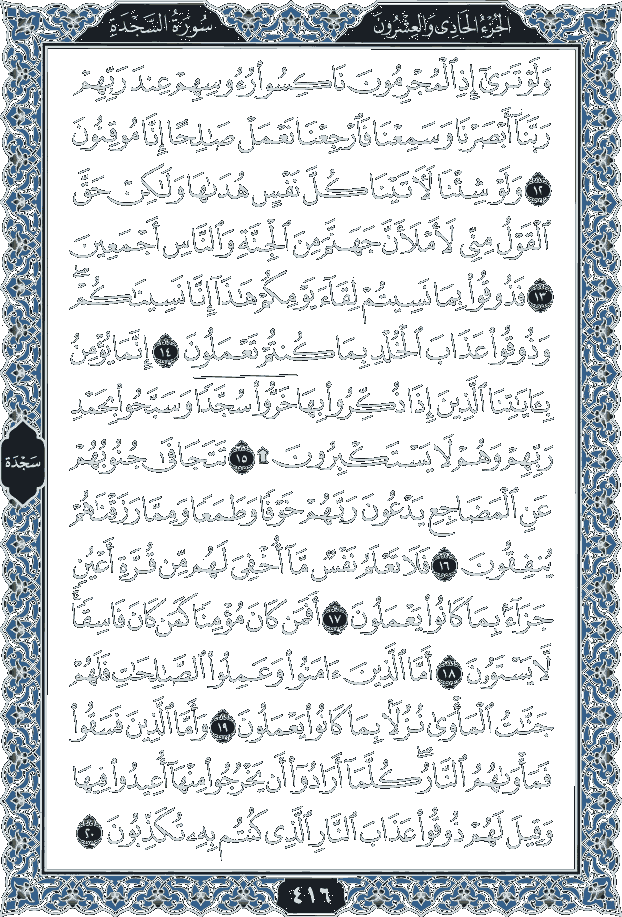 سُورَةُ السَّجْدَةِ
الجُزْءُ الحَادِى وَالعِشْرُونَ
وَلَوْ تَرَىٰٓ إِذِ ٱلْمُجْرِمُونَ نَاكِسُوا۟ رُءُوسِهِمْ عِندَ رَبِّهِمْ
رَبَّنَآ أَبْصَرْنَا وَسَمِعْنَا فَٱرْجِعْنَا نَعْمَلْ صَٰلِحًا إِنَّا مُوقِنُونَ
١٢ وَلَوْ شِئْنَا لَءَاتَيْنَا كُلَّ نَفْسٍ هُدَىٰهَا وَلَٰكِنْ حَقَّ
ٱلْقَوْلُ مِنِّى لَأَمْلَأَنَّ جَهَنَّمَ مِنَ ٱلْجِنَّةِ وَٱلنَّاسِ أَجْمَعِينَ
١٣ فَذُوقُوا۟ بِمَا نَسِيتُمْ لِقَآءَ يَوْمِكُمْ هَٰذَآ إِنَّا نَسِينَٰكُمْ ۖ
وَذُوقُوا۟ عَذَابَ ٱلْخُلْدِ بِمَا كُنتُمْ تَعْمَلُونَ ١٤ إِنَّمَا يُؤْمِنُ
بِـَٔايَٰتِنَا ٱلَّذِينَ إِذَا ذُكِّرُوا۟ بِهَا خَرُّوا۟ سُجَّدًا وَسَبَّحُوا۟ بِحَمْدِ
رَبِّهِمْ وَهُمْ لَا يَسْتَكْبِرُونَ ۩ ١٥ تَتَجَافَىٰ جُنُوبُهُمْ
سَجْدَة
عَنِ ٱلْمَضَاجِعِ يَدْعُونَ رَبَّهُمْ خَوْفًا وَطَمَعًا وَمِمَّا رَزَقْنَٰهُمْ
يُنفِقُونَ ١٦ فَلَا تَعْلَمُ نَفْسٌ مَّآ أُخْفِىَ لَهُم مِّن قُرَّةِ أَعْيُنٍ
جَزَآءًۢ بِمَا كَانُوا۟ يَعْمَلُونَ ١٧ أَفَمَن كَانَ مُؤْمِنًا كَمَن كَانَ فَاسِقًا ۚ
لَّا يَسْتَوُۥنَ ١٨ أَمَّا ٱلَّذِينَ ءَامَنُوا۟ وَعَمِلُوا۟ ٱلصَّٰلِحَٰتِ فَلَهُمْ
جَنَّٰتُ ٱلْمَأْوَىٰ نُزُلًۢا بِمَا كَانُوا۟ يَعْمَلُونَ ١٩ وَأَمَّا ٱلَّذِينَ فَسَقُوا۟
فَمَأْوَىٰهُمُ ٱلنَّارُ ۖ كُلَّمَآ أَرَادُوٓا۟ أَن يَخْرُجُوا۟ مِنْهَآ أُعِيدُوا۟ فِيهَا
وَقِيلَ لَهُمْ ذُوقُوا۟ عَذَابَ ٱلنَّارِ ٱلَّذِى كُنتُم بِهِۦ تُكَذِّبُونَ ٢٠
٤١٦